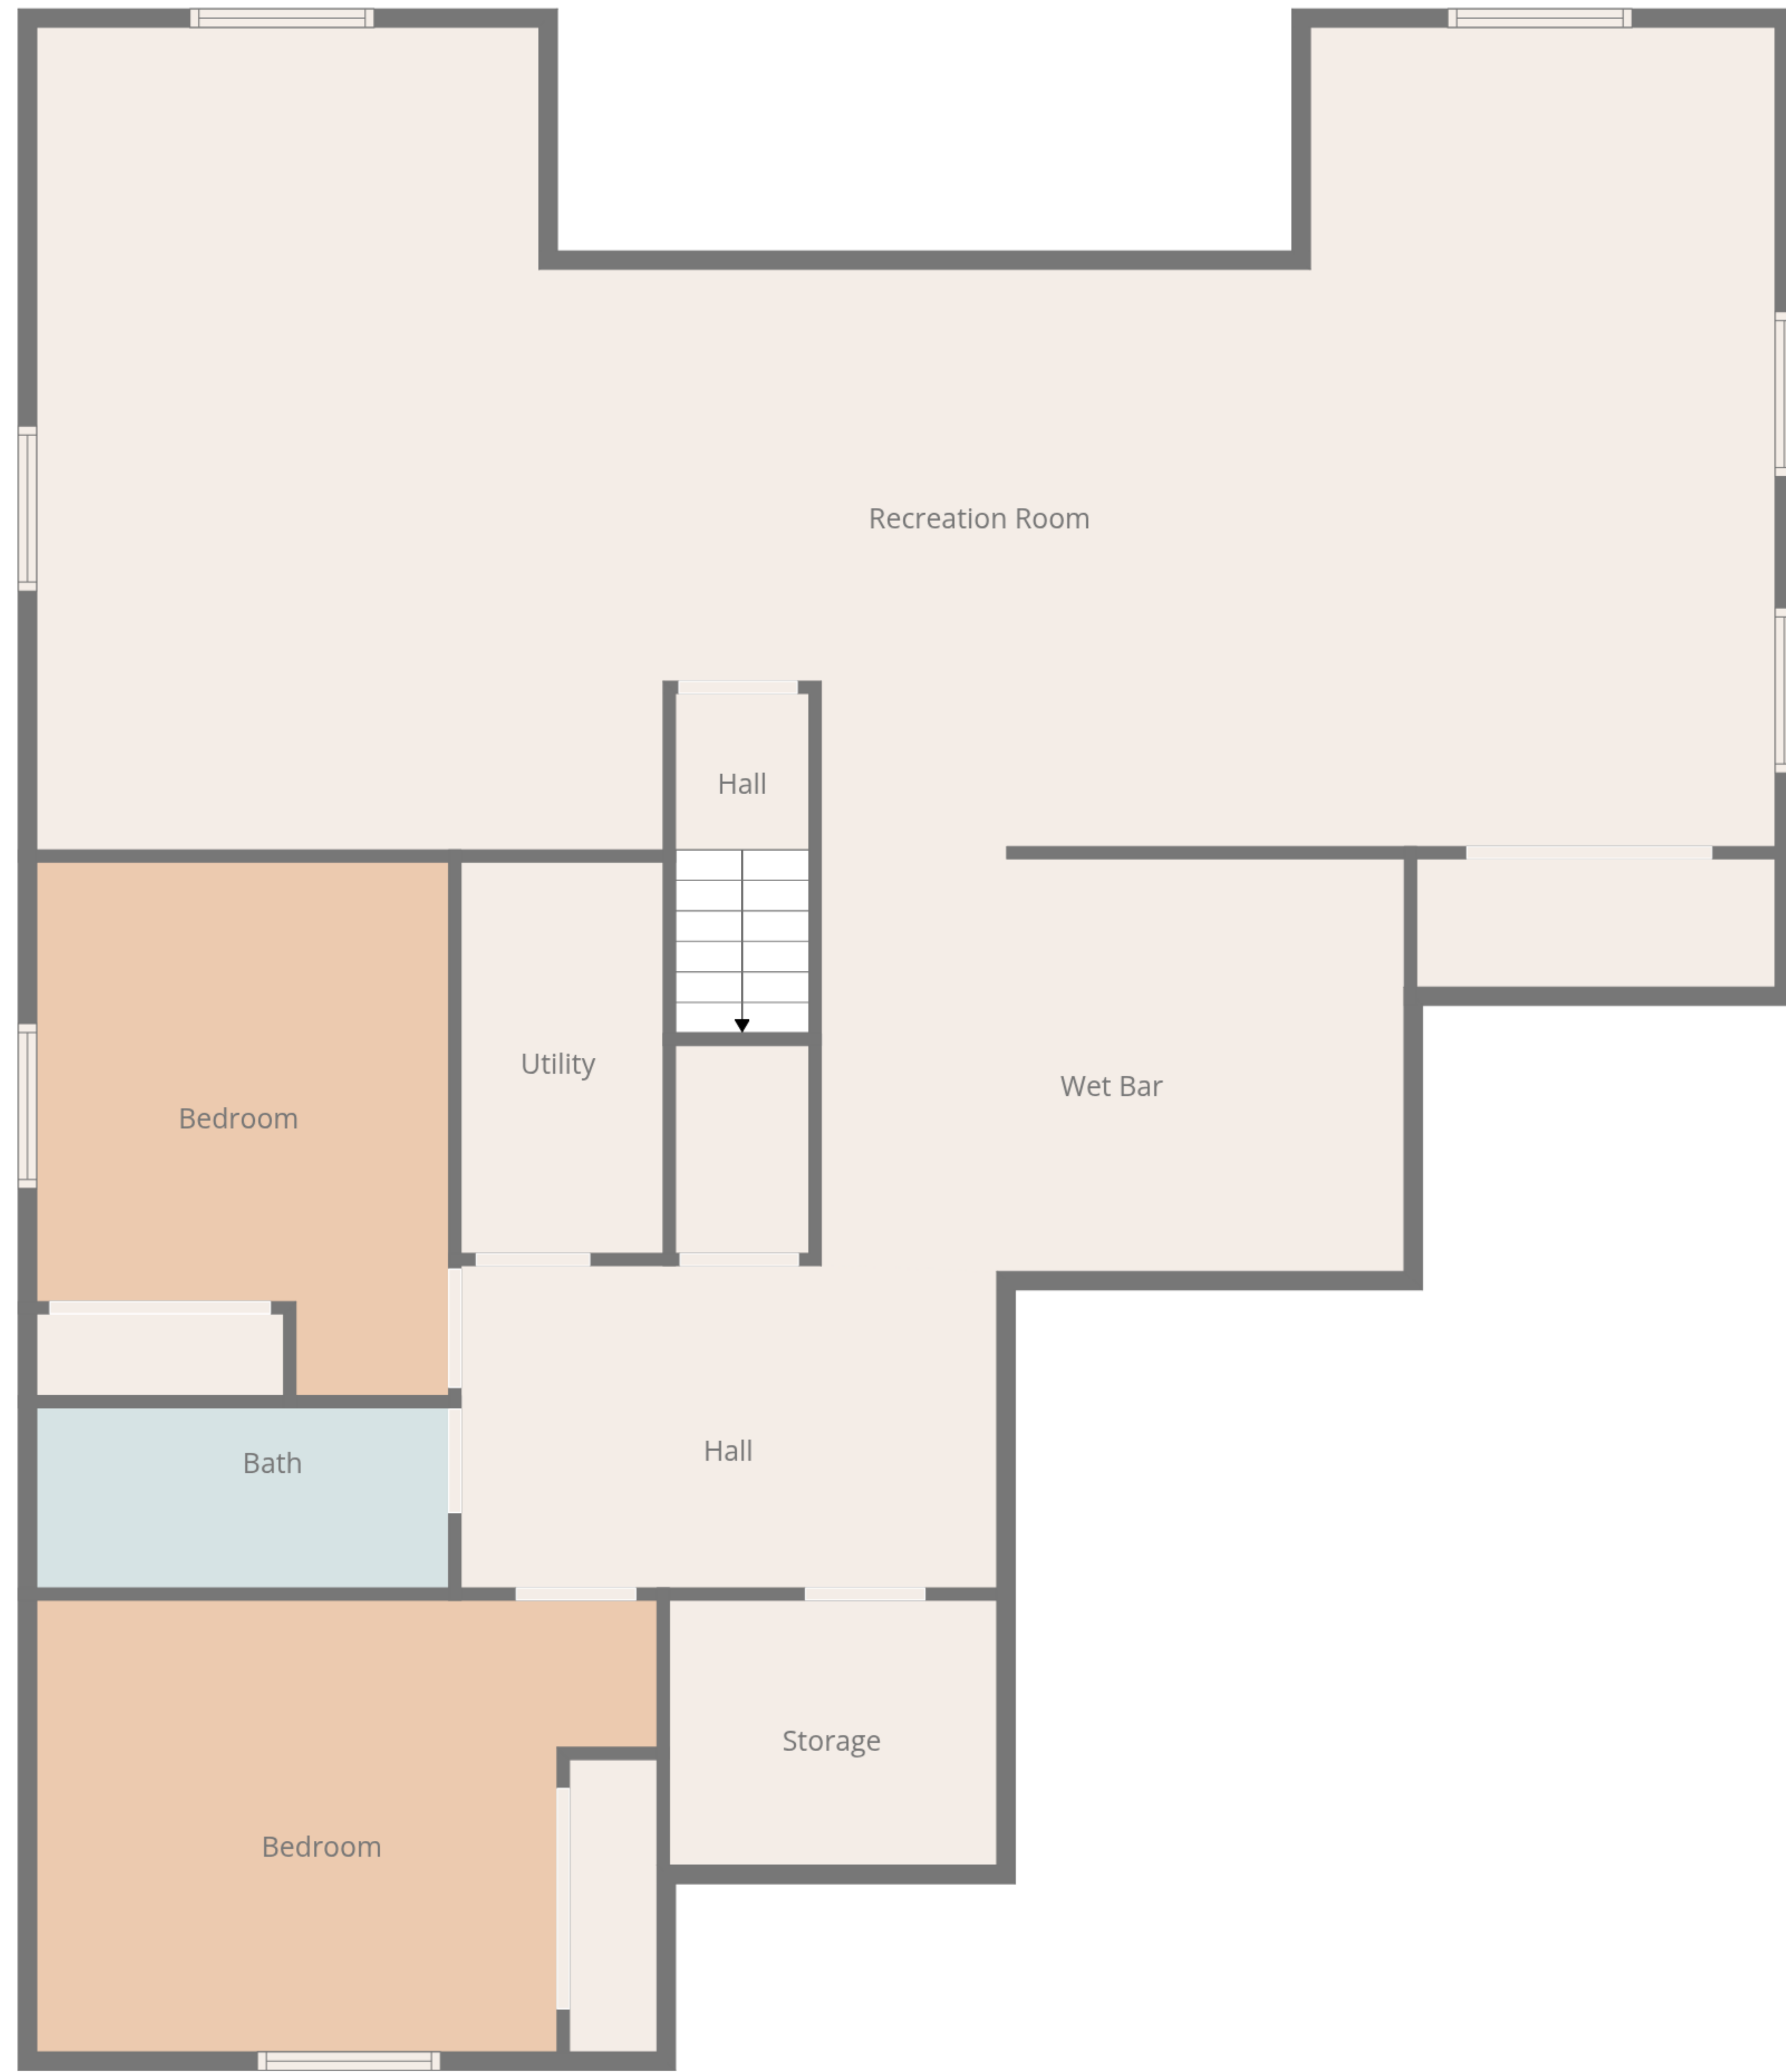 Recreation Room
Hall
Utility
Wet Bar
Bedroom
Hall
Bath
Storage
Bedroom